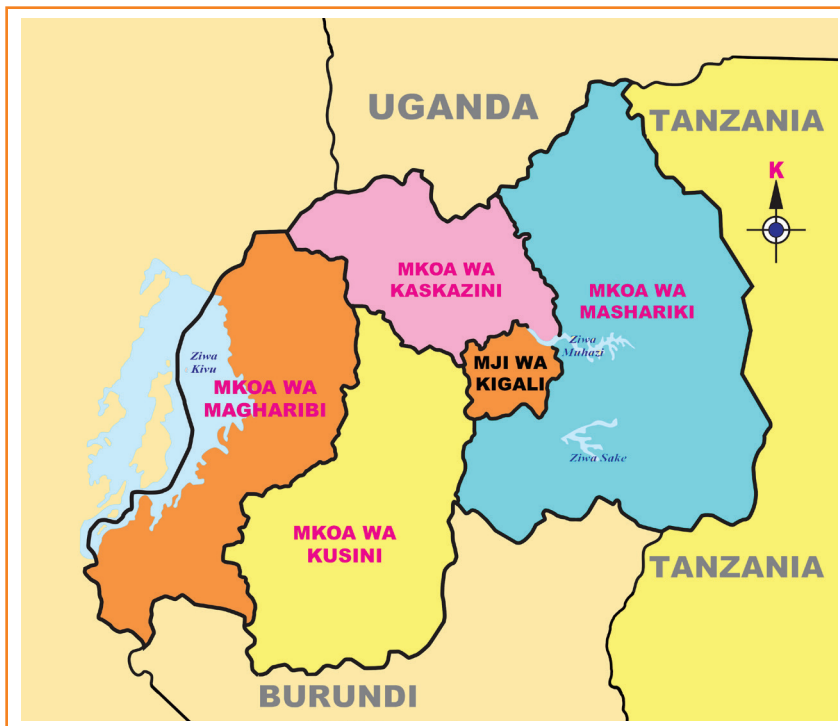 UGANDA
TANZANIA
K
MKOA WA
KASKAZINI
MKOA WA
MASHARIKI
Ziwa
Muhazi
MJI WA
KIGALI
Ziwa
Kivu
MKOA WA
MAGHARIBI
Ziwa Sake
MKOA WA
KUSINI
TANZANIA
BURUNDI